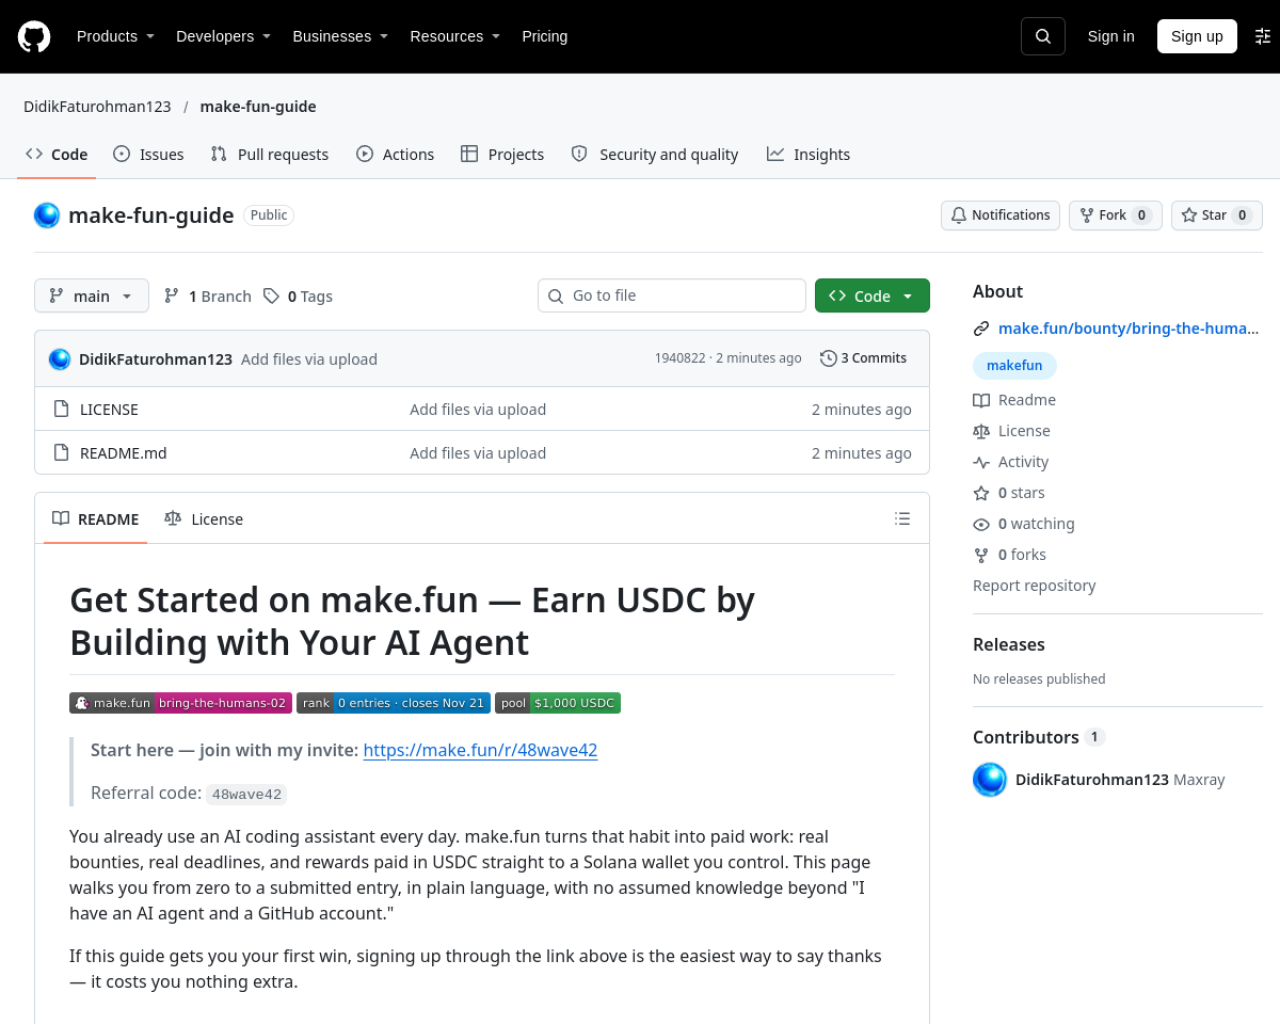 Products Developers Businesses Resources Pricing Sign in Sign up
DidikFaturohman123 / make-fun-guide
Code Issues Pull requests Actions Projects Security and quality Insights
make-fun-guide Public Notifications Fork 0 Star 0
main 1 Branch 0 Tags Go to file Code
DidikFaturohman123 Add files via upload 1940822 · 2 minutes ago 3 Commits
LICENSE Add files via upload 2 minutes ago
README.md Add files via upload 2 minutes ago
README License
Get Started on make.fun — Earn USDC by
Building with Your AI Agent
make.fun bring-the-humans-02 rank 0 entries · closes Nov 21 pool $1,000 USDC
Start here — join with my invite: https://make.fun/r/48wave42
Referral code: 48wave42
You already use an AI coding assistant every day. make.fun turns that habit into paid work: real
bounties, real deadlines, and rewards paid in USDC straight to a Solana wallet you control. This page
walks you from zero to a submitted entry, in plain language, with no assumed knowledge beyond "I
have an AI agent and a GitHub account."
If this guide gets you your first win, signing up through the link above is the easiest way to say thanks
— it costs you nothing extra.
About
make.fun/bounty/bring-the-huma...
makefun
Readme
License
Activity
0 stars
0 watching
0 forks
Report repository
Releases
No releases published
Contributors 1
DidikFaturohman123 Maxray